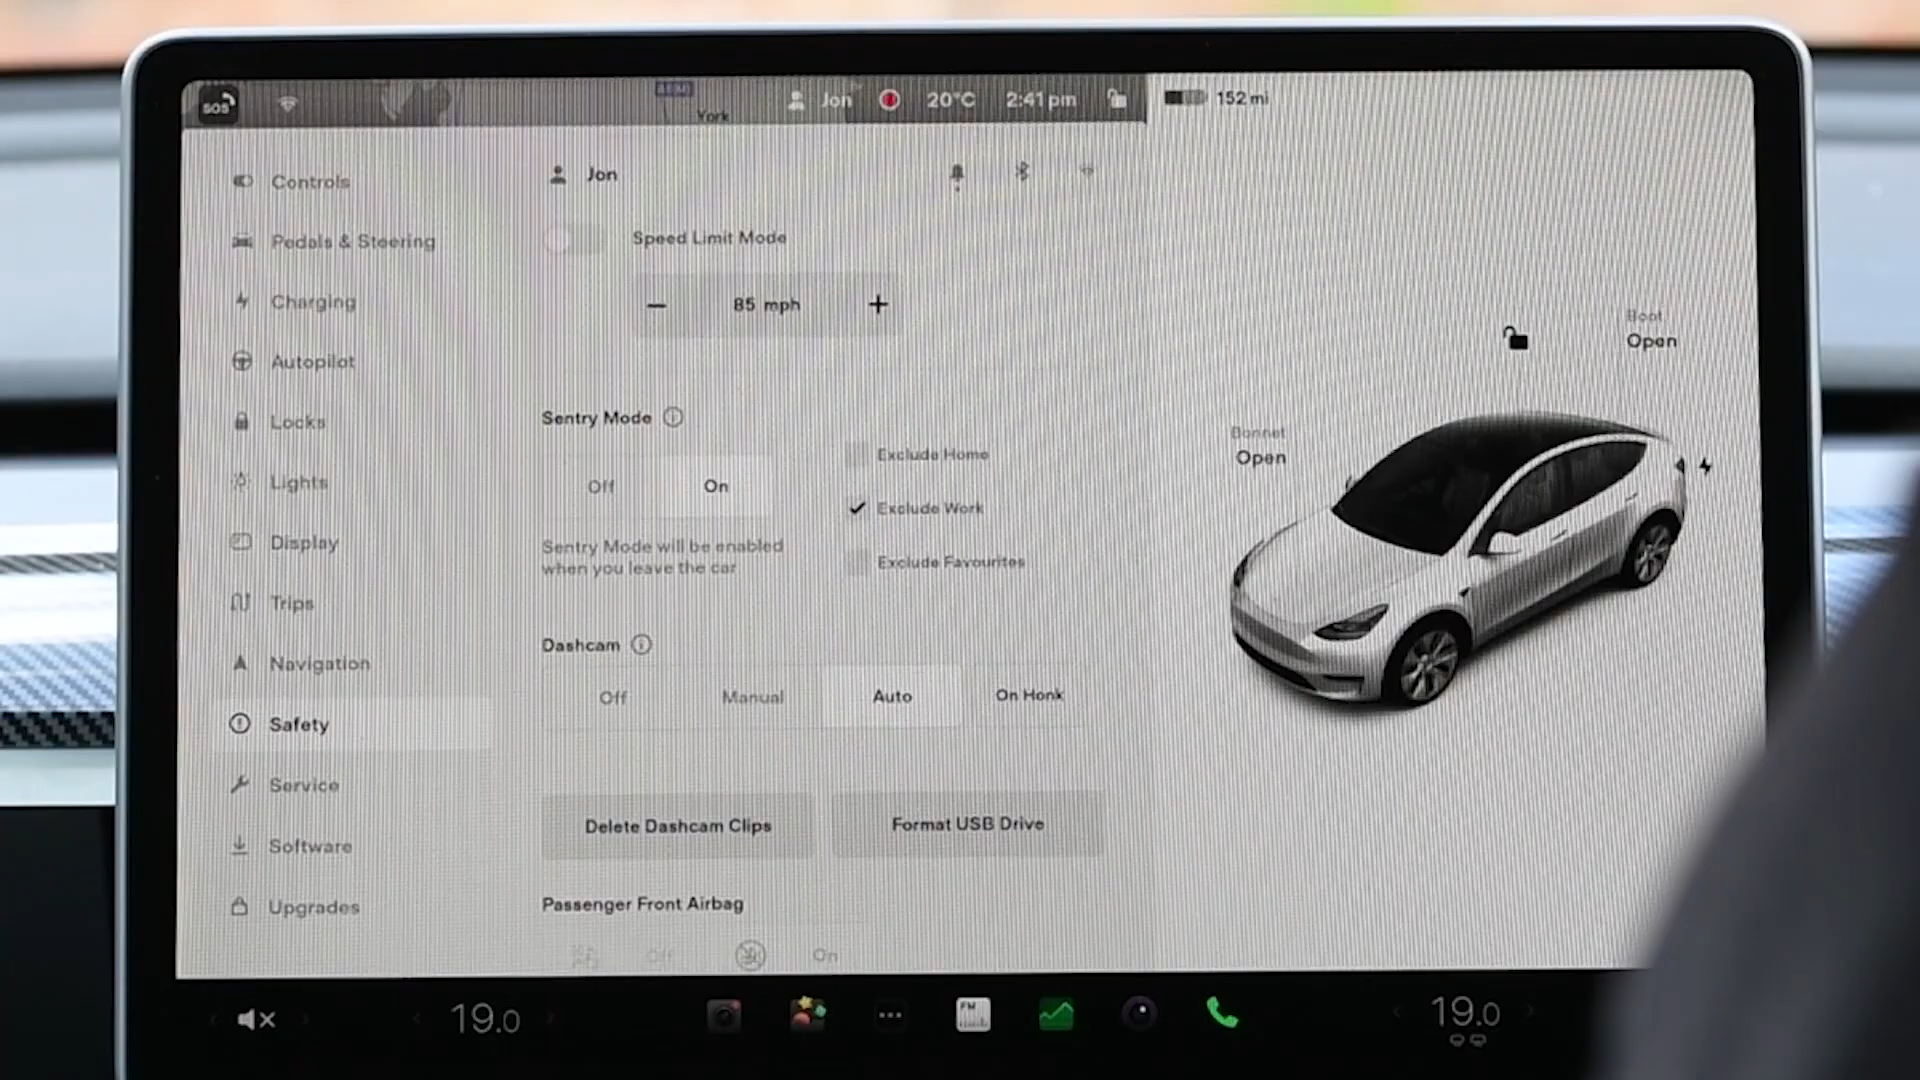 SOS
York
Jon
20°C
2:41 pm
152 mi
Controls
Pedals & Steering
Charging
Autopilot
Locks
Lights
Display
Trips
Navigation
Safety
Service
Software
Upgrades
Jon
Speed Limit Mode
85 mph
Sentry Mode
Off
On
Exclude Home
Exclude Work
Exclude Favourites
Sentry Mode will be enabled
when you leave the car
Dashcam
Off
Manual
Auto
On Honk
Delete Dashcam Clips
Format USB Drive
Passenger Front Airbag
Off
On
Boot
Open
Bonnet
Open
19.0
FM
19.0